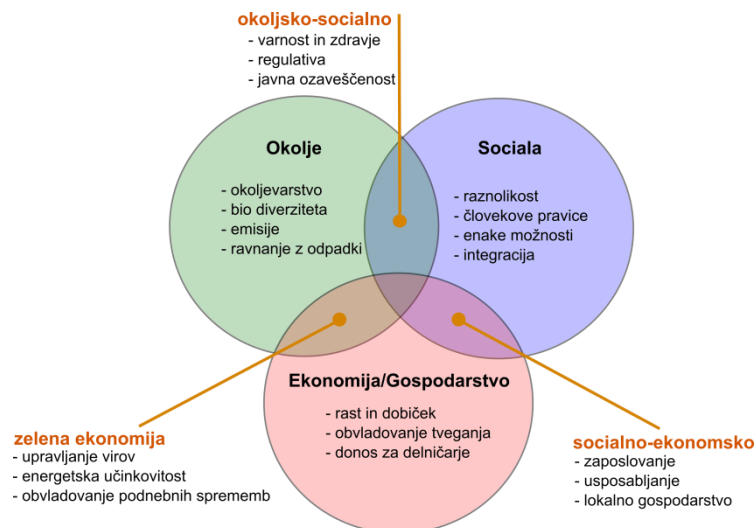 okoljsko-socialno
- varnost in zdravje
- regulativa
- javna ozaveščenost
Okolje
- okoljevarstvo
- bio diverziteta
- emisije
- ravnanje z odpadki
Sociala
- raznolikost
- človekove pravice
- enake možnosti
- integracija
Ekonomija/Gospodarstvo
- rast in dobiček
- obvladovanje tveganja
- donos za delničarje
zelena ekonomija
- upravljanje virov
- energetska učinkovitost
- obvladovanje podnebnih sprememb
socialno-ekonomsko
- zaposlovanje
- usposabljanje
- lokalno gospodarstvo